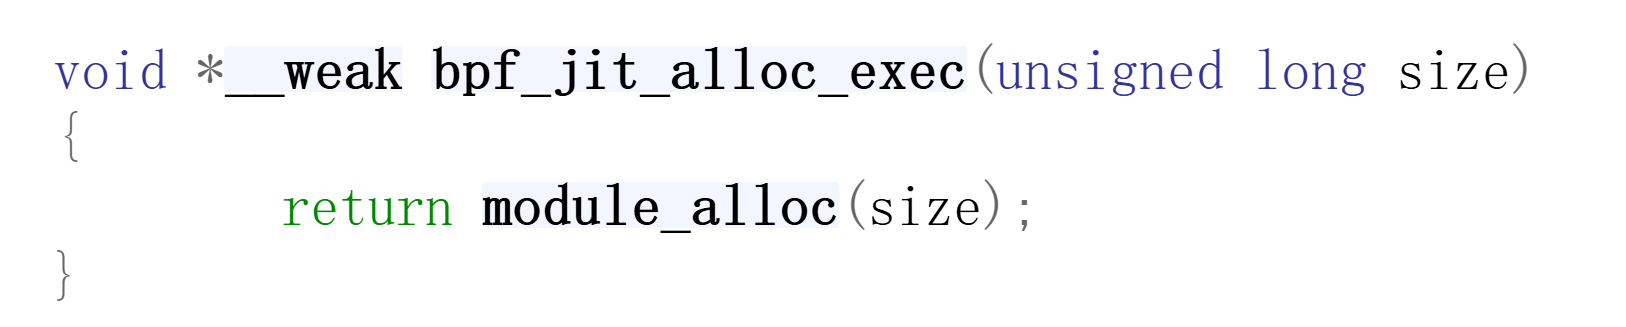 void *__weak bpf_jit_alloc_exec(unsigned long size)
{
        return module_alloc(size);
}